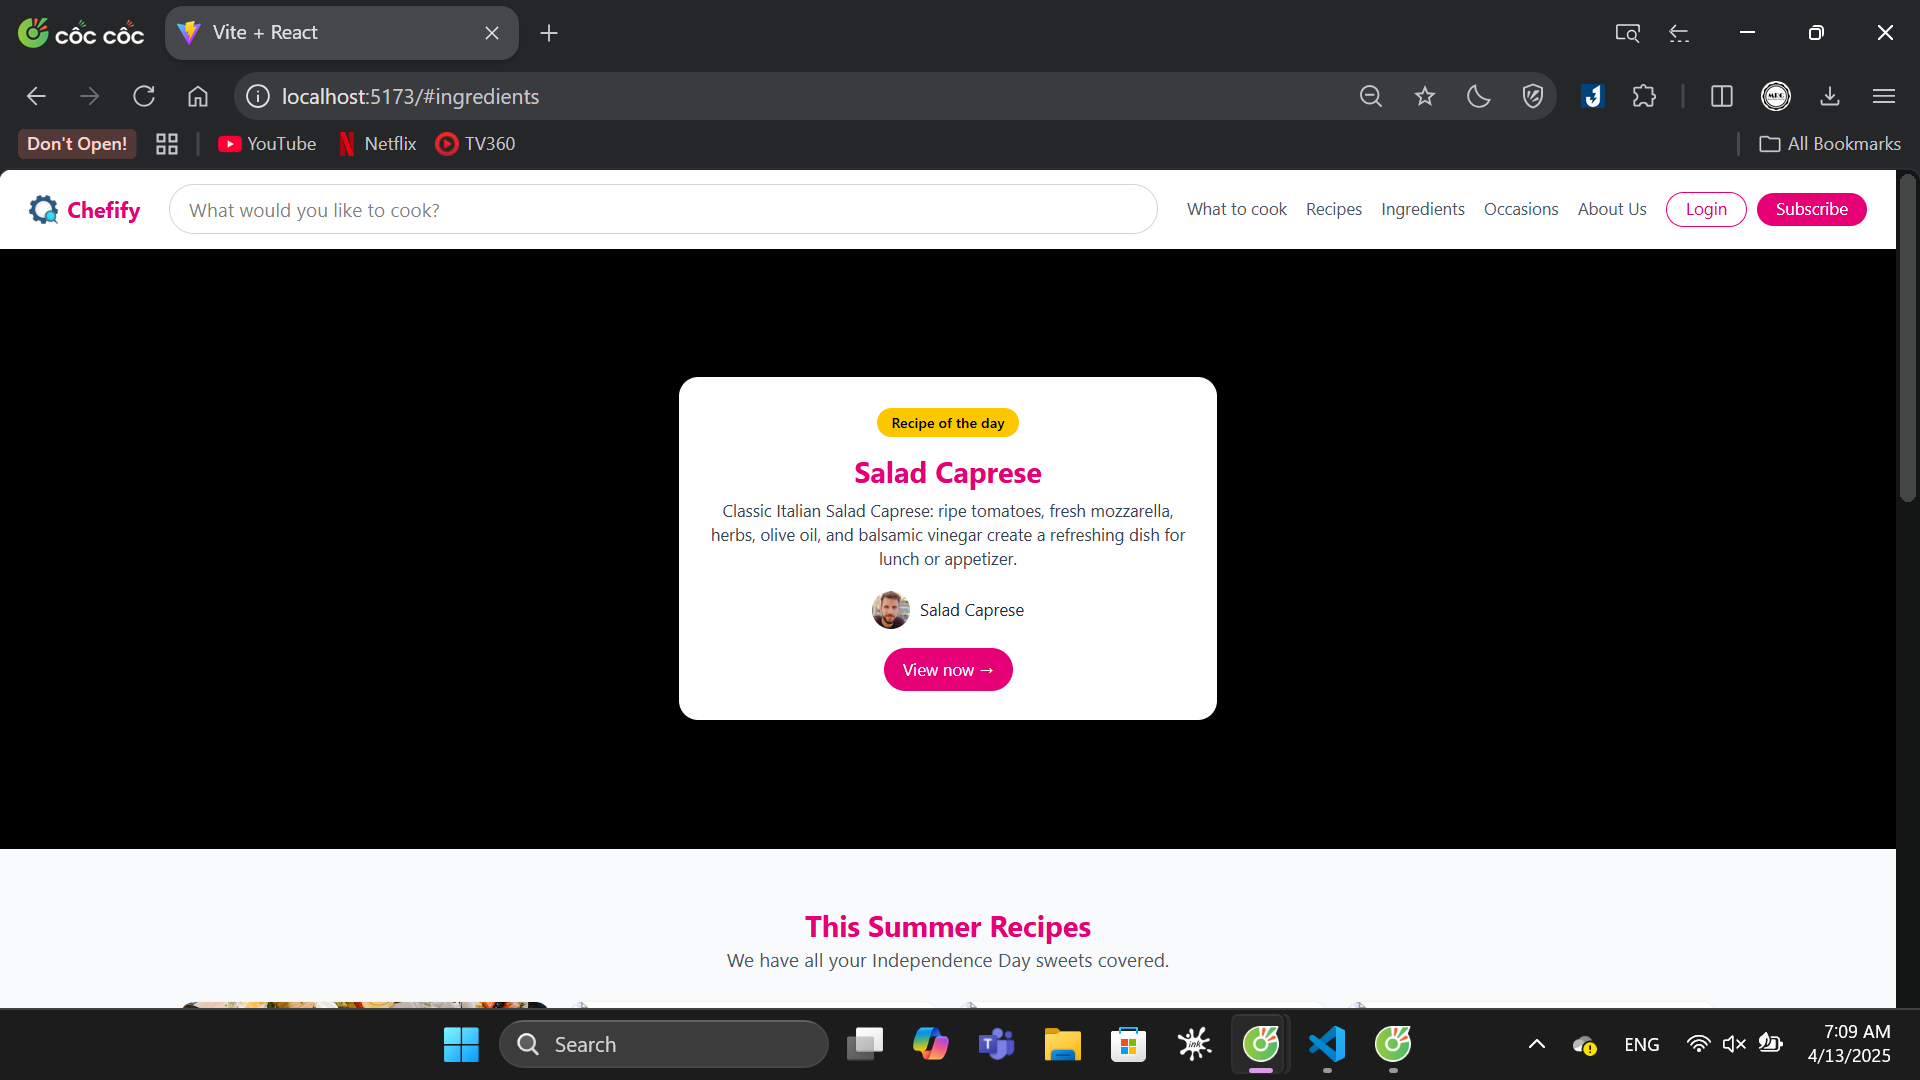 cốc cốc
Vite + React
localhost:5173/#ingredients
Don't Open!
YouTube
Netflix
TV360
All Bookmarks
Chefify
What would you like to cook?
What to cook
Recipes
Ingredients
Occasions
About Us
Login
Subscribe
Recipe of the day
Salad Caprese
Classic Italian Salad Caprese: ripe tomatoes, fresh mozzarella,
herbs, olive oil, and balsamic vinegar create a refreshing dish for
lunch or appetizer.
Salad Caprese
View now →
This Summer Recipes
We have all your Independence Day sweets covered.
Search
ink
ENG
7:09 AM
4/13/2025